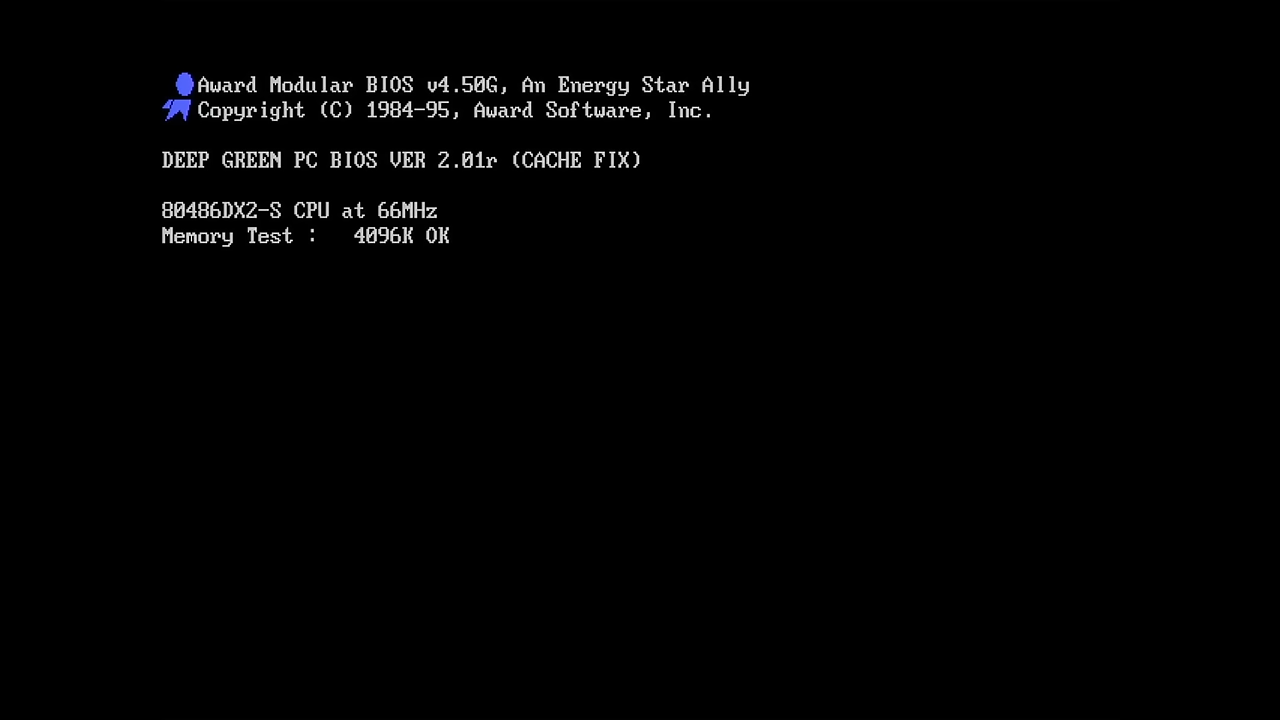 Award Modular BIOS v4.50G, An Energy Star Ally
Copyright (C) 1984-95, Award Software, Inc.
DEEP GREEN PC BIOS VER 2.01r (CACHE FIX)
80486DX2-S CPU at 66MHz
Memory Test :   4096K OK